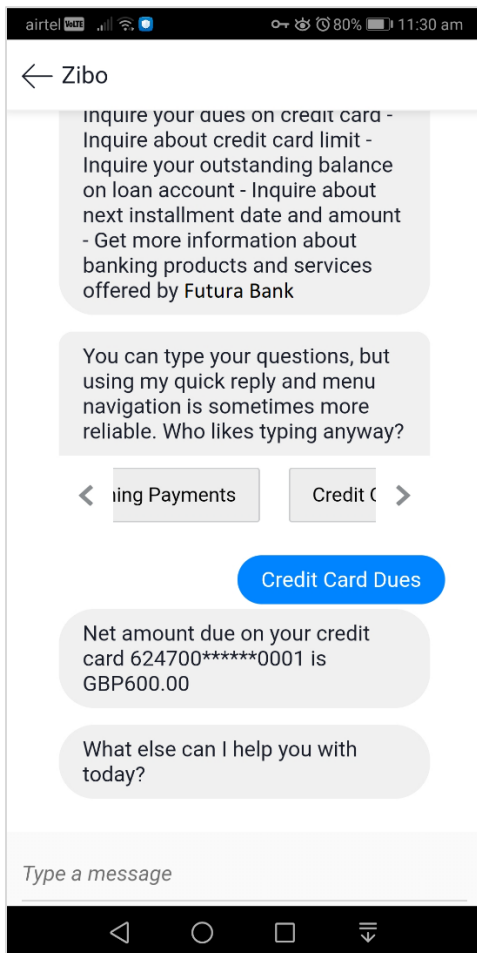 airtel VoLTE 80% 11:30 am
Zibo
Inquire your dues on credit card -
Inquire about credit card limit -
Inquire your outstanding balance
on loan account - Inquire about
next installment date and amount
- Get more information about
banking products and services
offered by Futura Bank
You can type your questions, but
using my quick reply and menu
navigation is sometimes more
reliable. Who likes typing anyway?
ning Payments Credit C
Credit Card Dues
Net amount due on your credit
card 624700******0001 is
GBP600.00
What else can I help you with
today?
Type a message